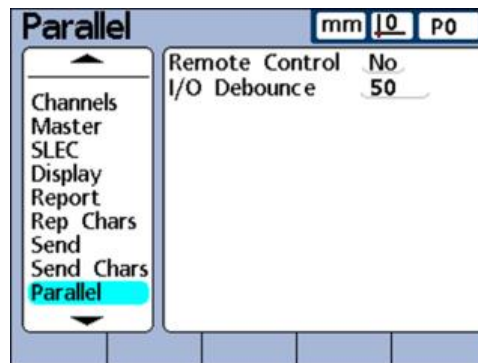 Parallel mm 0 P0
Remote Control No
I/O Debounce 50
Channels
Master
SLEC
Display
Report
Rep Chars
Send
Send Chars
Parallel